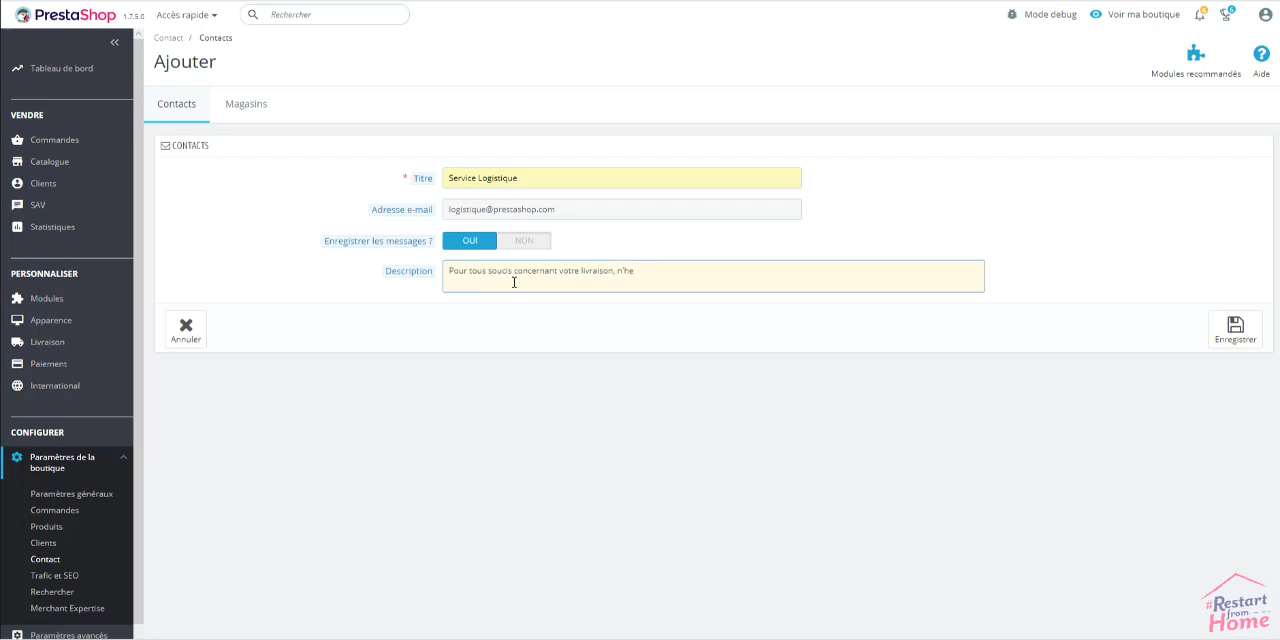 PrestaShop 1.7.5.0 Accès rapide Rechercher Mode debug Voir ma boutique 6 6
Contact / Contacts
Ajouter
Modules recommandés Aide
Contacts Magasins
Tableau de bord
VENDRE
Commandes
Catalogue
Clients
SAV
Statistiques
PERSONNALISER
Modules
Apparence
Livraison
Paiement
International
CONFIGURER
Paramètres de la
boutique
Paramètres généraux
Commandes
Produits
Clients
Contact
Trafic et SEO
Rechercher
Merchant Expertise
Paramètres avancés
CONTACTS
* Titre Service Logistique
Adresse e-mail logistique@prestashop.com
Enregistrer les messages ? OUI NON
Description Pour tous soucis concernant votre livraison, n'he
Annuler Enregistrer
#Restart
from
Home